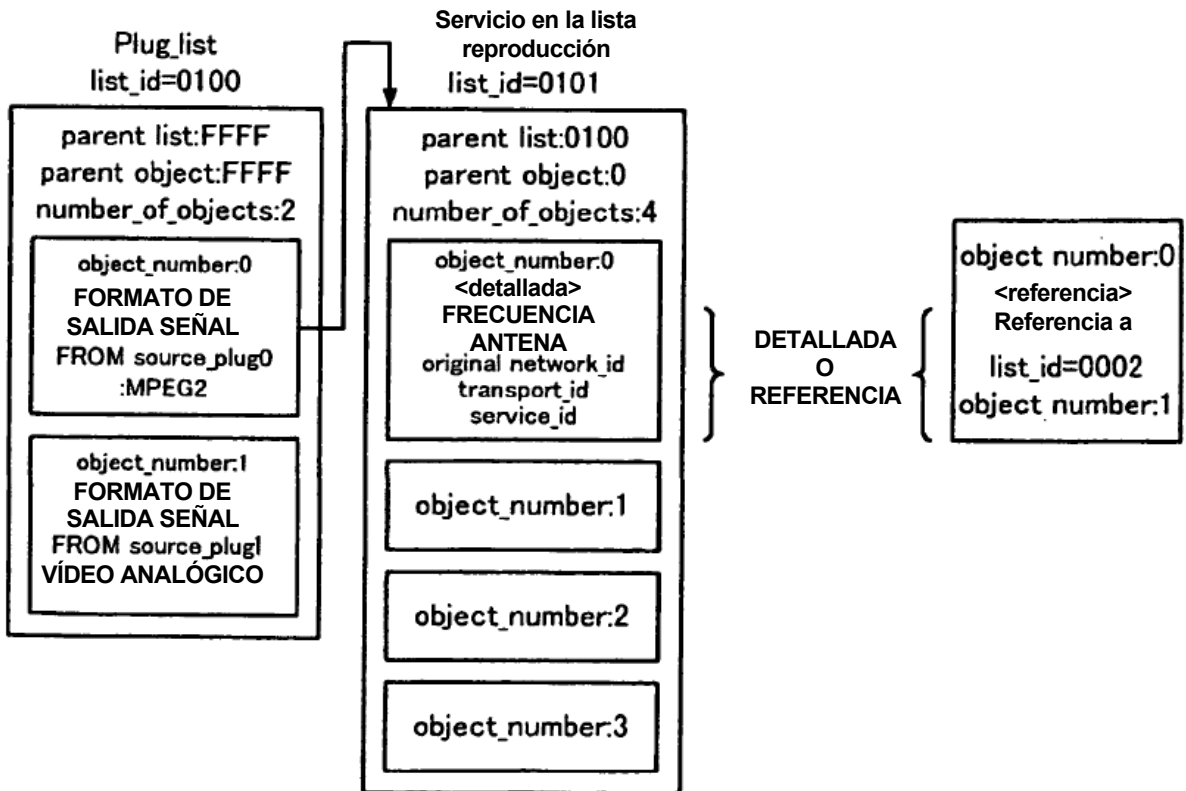 Plug_list
list_id=0100
parent list:FFFF
parent object:FFFF
number_of_objects:2
object_number:0
FORMATO DE
SALIDA SEÑAL
FROM source_plug0
:MPEG2
object_number:1
FORMATO DE
SALIDA SEÑAL
FROM source_plug1
VÍDEO ANALÓGICO
Servicio en la lista
reproducción
list_id=0101
parent list:0100
parent object:0
number_of_objects:4
object_number:0
<detallada>
FRECUENCIA
ANTENA
original network_id
transport_id
service_id
object_number:1
object_number:2
object_number:3
DETALLADA
O
REFERENCIA
object number:0
<referencia>
Referencia a
list_id=0002
object number:1